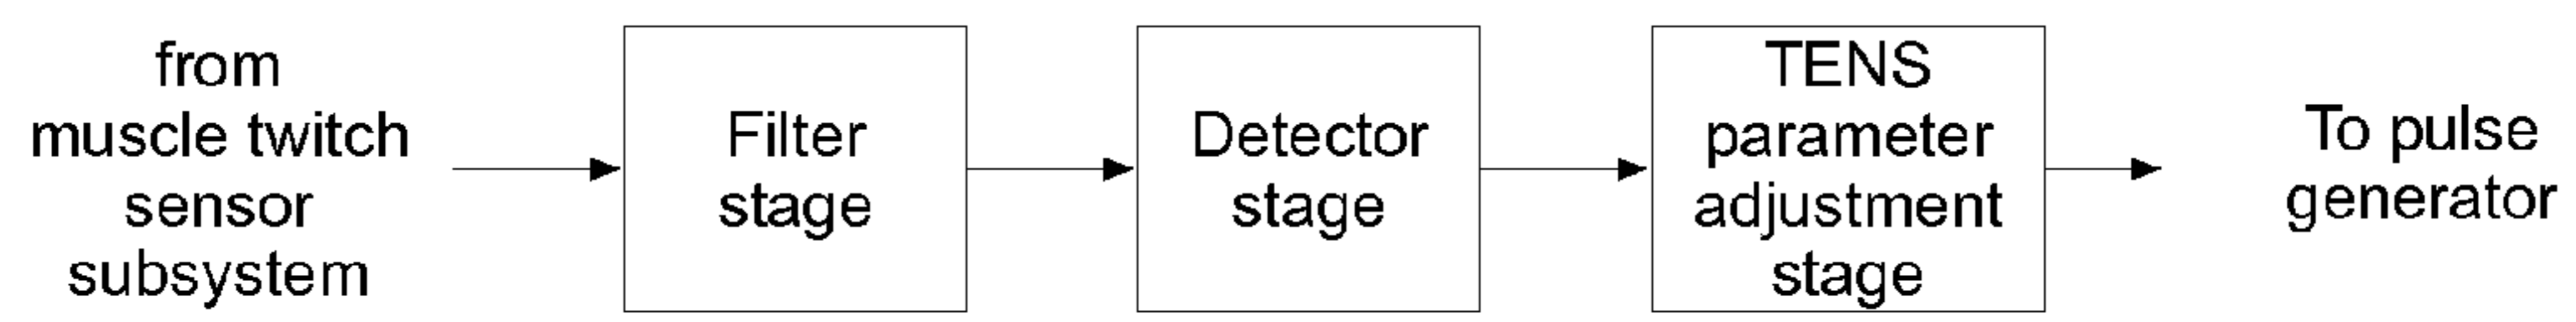 from
muscle twitch
sensor
subsystem
Filter
stage
Detector
stage
TENS
parameter
adjustment
stage
To pulse
generator